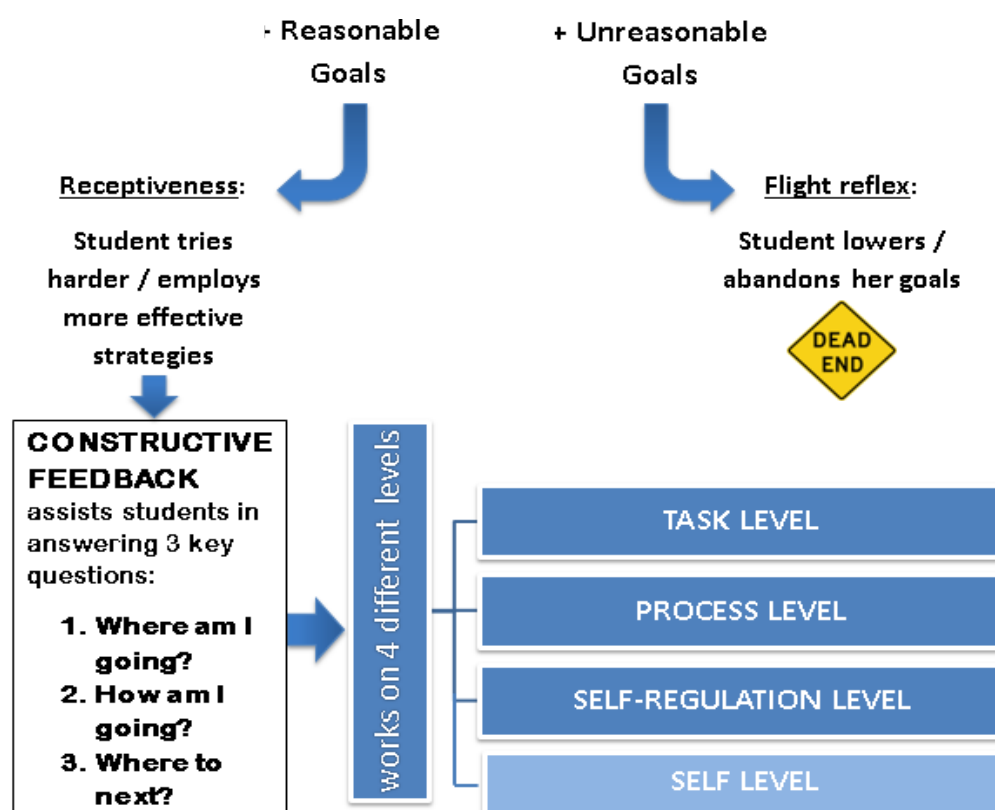 + Reasonable
Goals
+ Unreasonable
Goals
Receptiveness:
Student tries
harder / employs
more effective
strategies
Flight reflex:
Student lowers /
abandons her goals
DEAD
END
CONSTRUCTIVE
FEEDBACK
assists students in
answering 3 key
questions:
1. Where am I
going?
2. How am I
going?
3. Where to
next?
works on 4 different levels
TASK LEVEL
PROCESS LEVEL
SELF-REGULATION LEVEL
SELF LEVEL